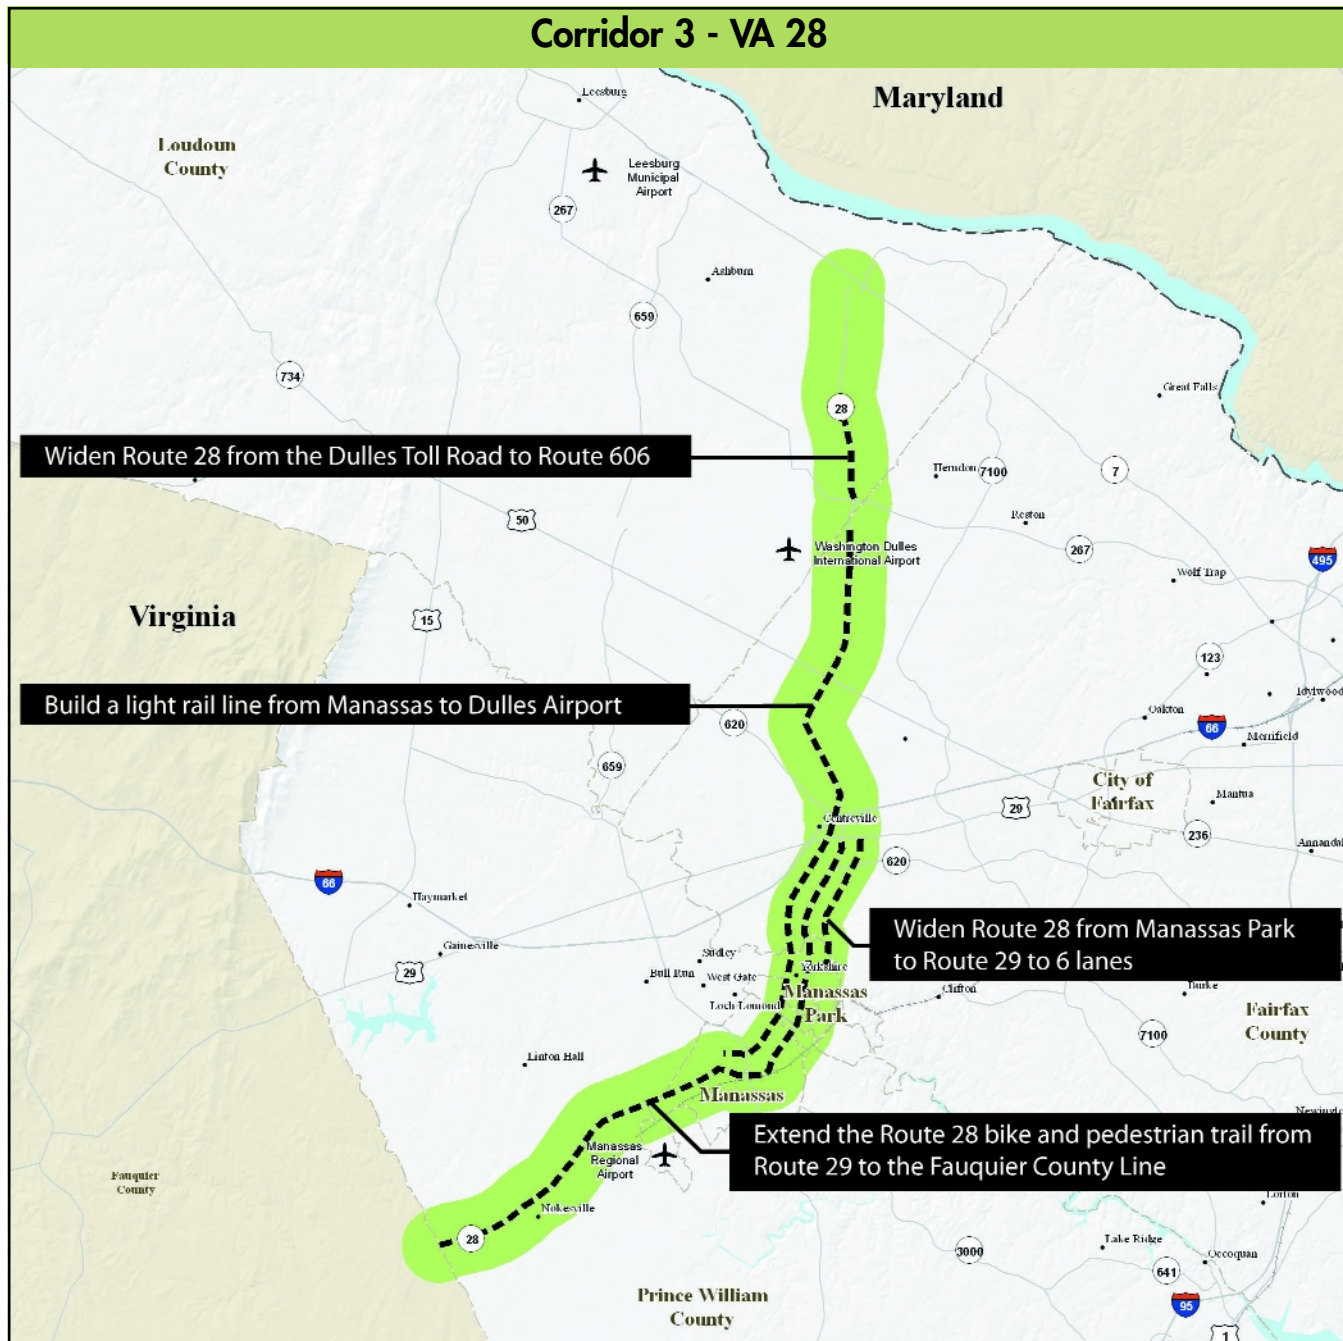 Corridor 3 - VA 28
Maryland
Leesburg
Loudoun
County
Leesburg
Municipal
Airport
267
Ashburn
659
734
28
Great Falls
Widen Route 28 from the Dulles Toll Road to Route 606
Herndon
7100
7
50
Reston
267
Washington Dulles
International Airport
495
Wolf Trap
Virginia
15
123
Build a light rail line from Manassas to Dulles Airport
Idylwood
Oakton
620
66
Merrifield
659
City of
Fairfax
Mantua
29
Centreville
236
620
66
Haymarket
Widen Route 28 from Manassas Park
to Route 29 to 6 lanes
Gainesville
Sudley
29
Bull Run
West Gate
Yorkshire
Loch Lomond
Manassas
Park
Clifton
Burke
Fairfax
County
7100
Linton Hall
Manassas
Extend the Route 28 bike and pedestrian trail from
Route 29 to the Fauquier County Line
Manassas
Regional
Airport
Fauquier
County
Nokesville
Lorton
28
3000
Lake Ridge
Occoquan
641
Prince William
County
95
1